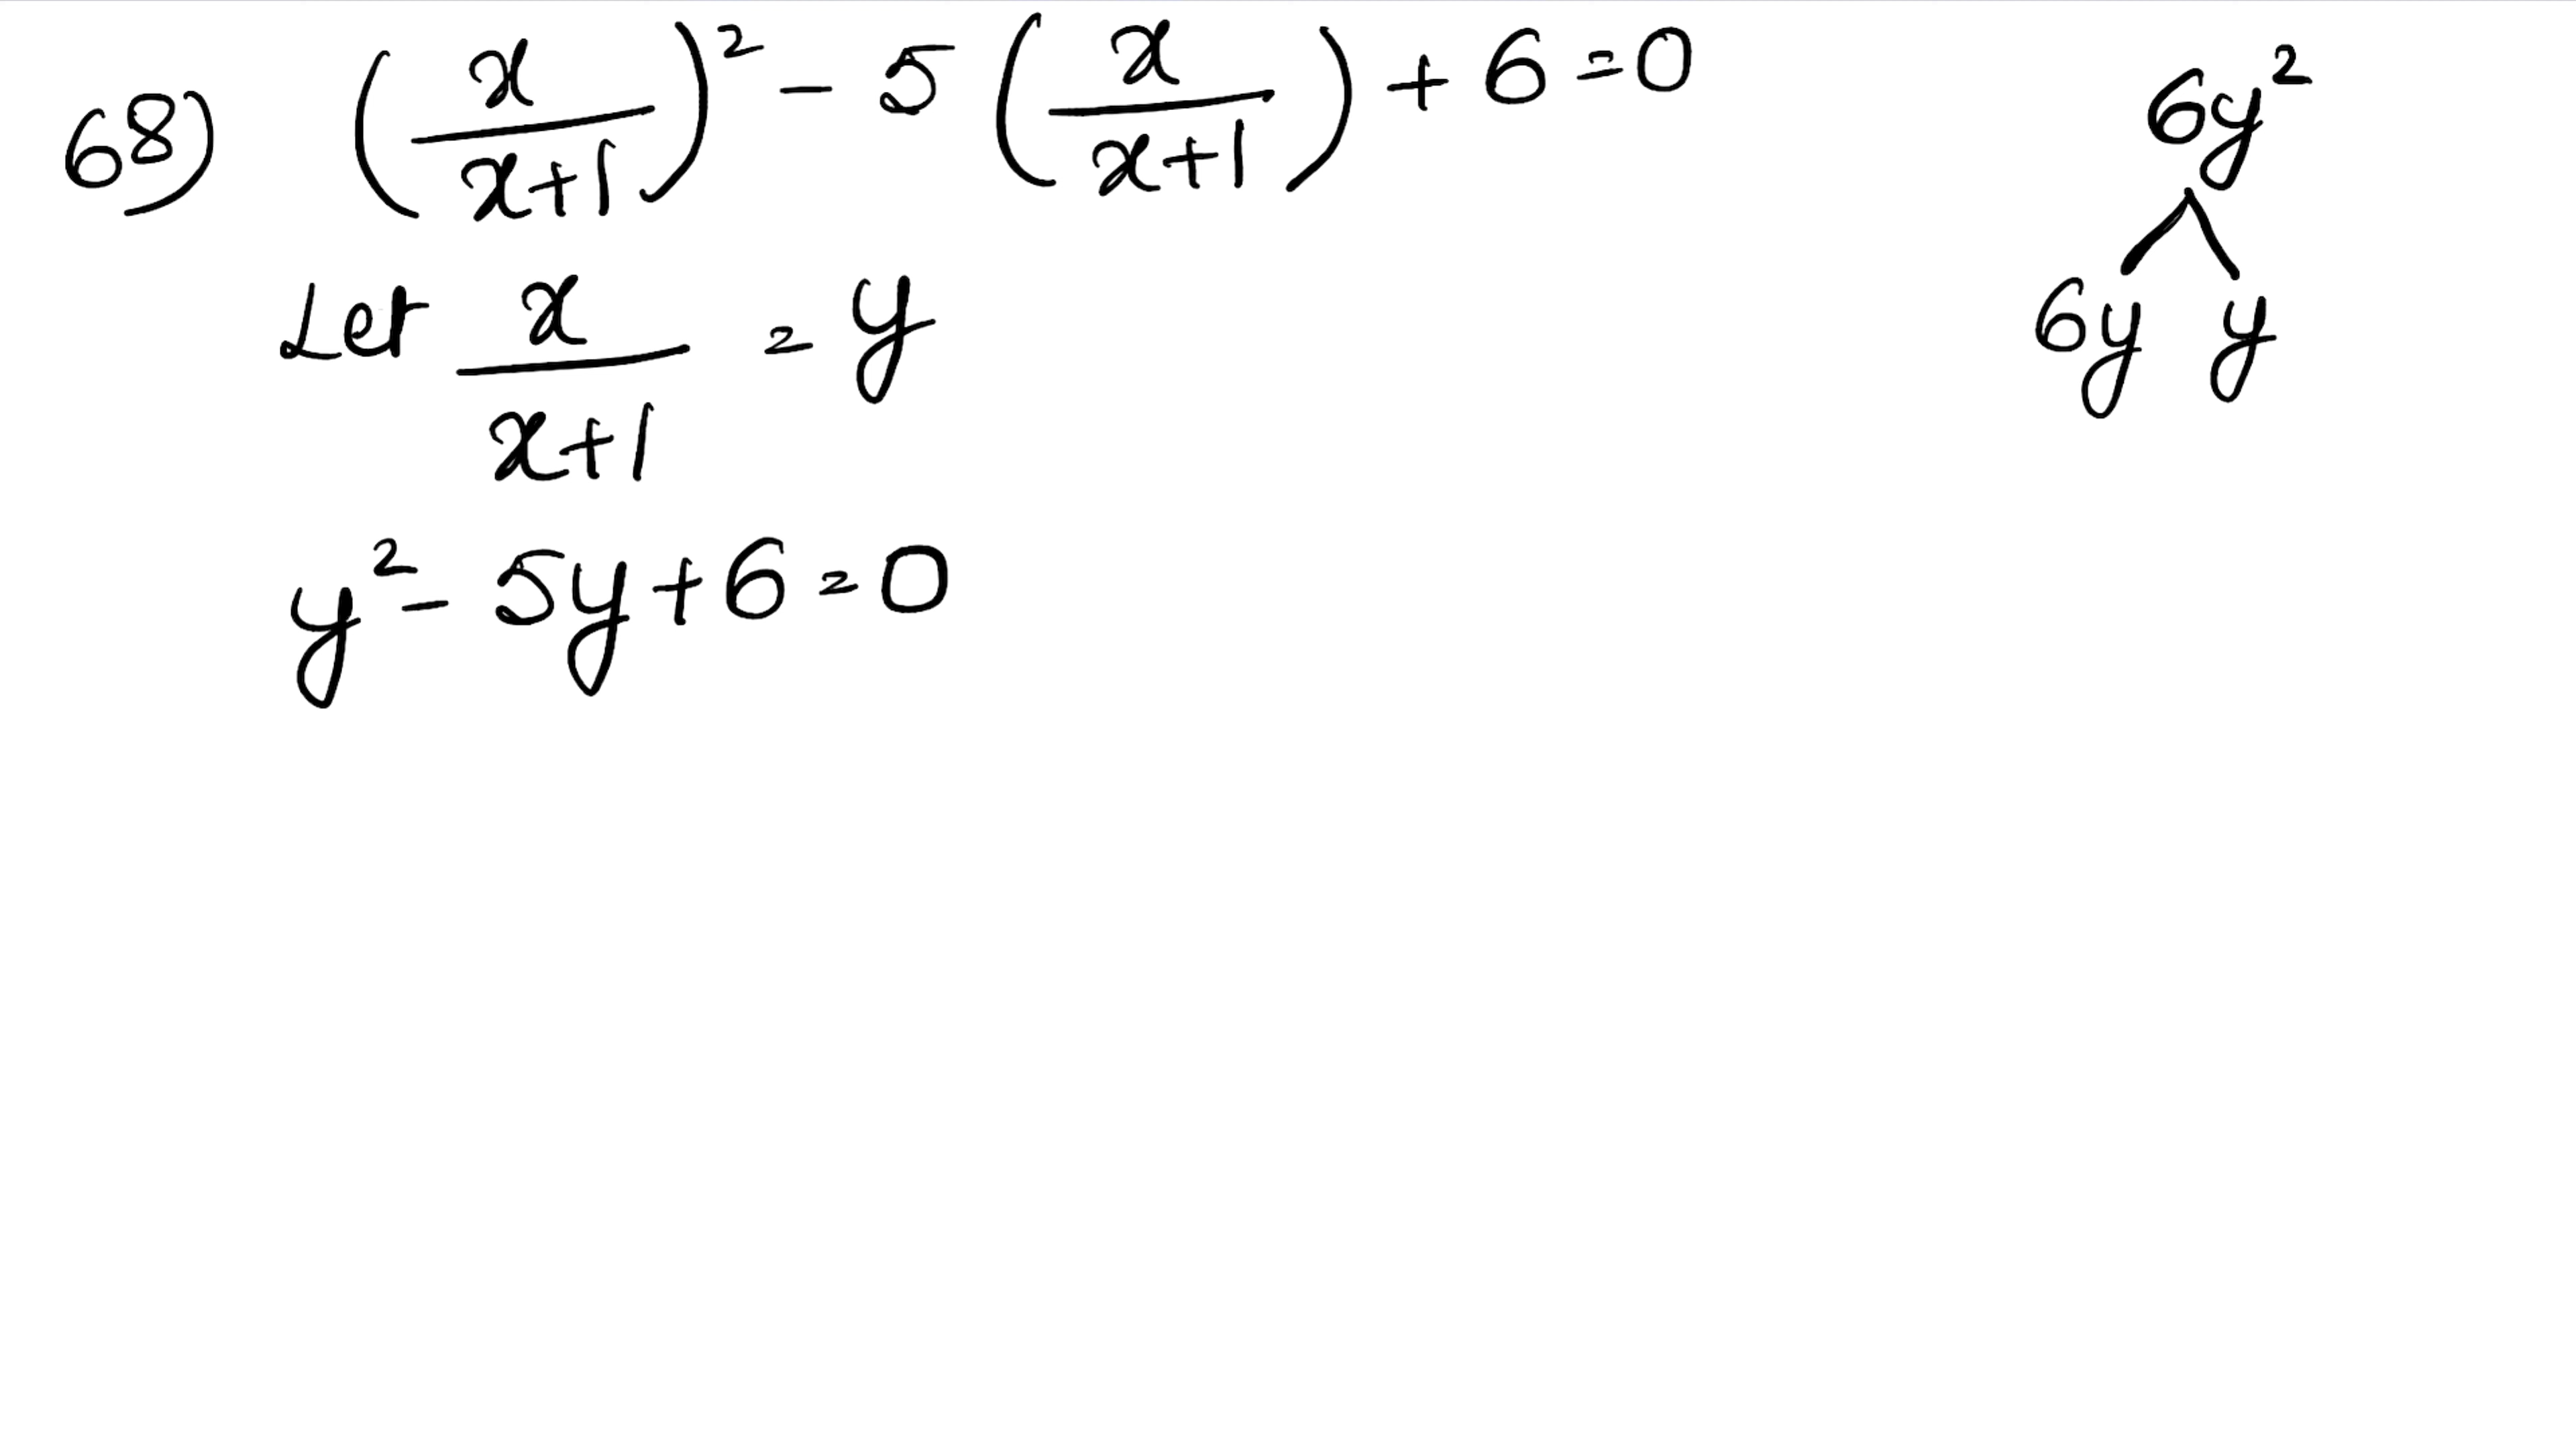 68) (x/(x+1))² - 5 (x/(x+1)) + 6 = 0
Let x/(x+1) = y
y² - 5y + 6 = 0
6y²
6y y